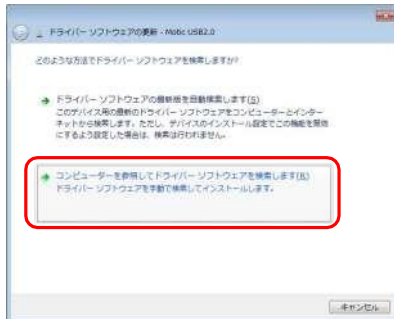 ドライバー ソフトウェアの更新 - Motic USB2.0
どのような方法でドライバー ソフトウェアを検索しますか?
ドライバー ソフトウェアの最新版を自動検索します(S)
このデバイス用の最新のドライバー ソフトウェアをコンピューターとインター
ネットから検索します。ただし、デバイスのインストール設定でこの機能を無効
にするよう設定した場合は、検索は行われません。
コンピューターを参照してドライバー ソフトウェアを検索します(R)
ドライバー ソフトウェアを手動で検索してインストールします。
キャンセル